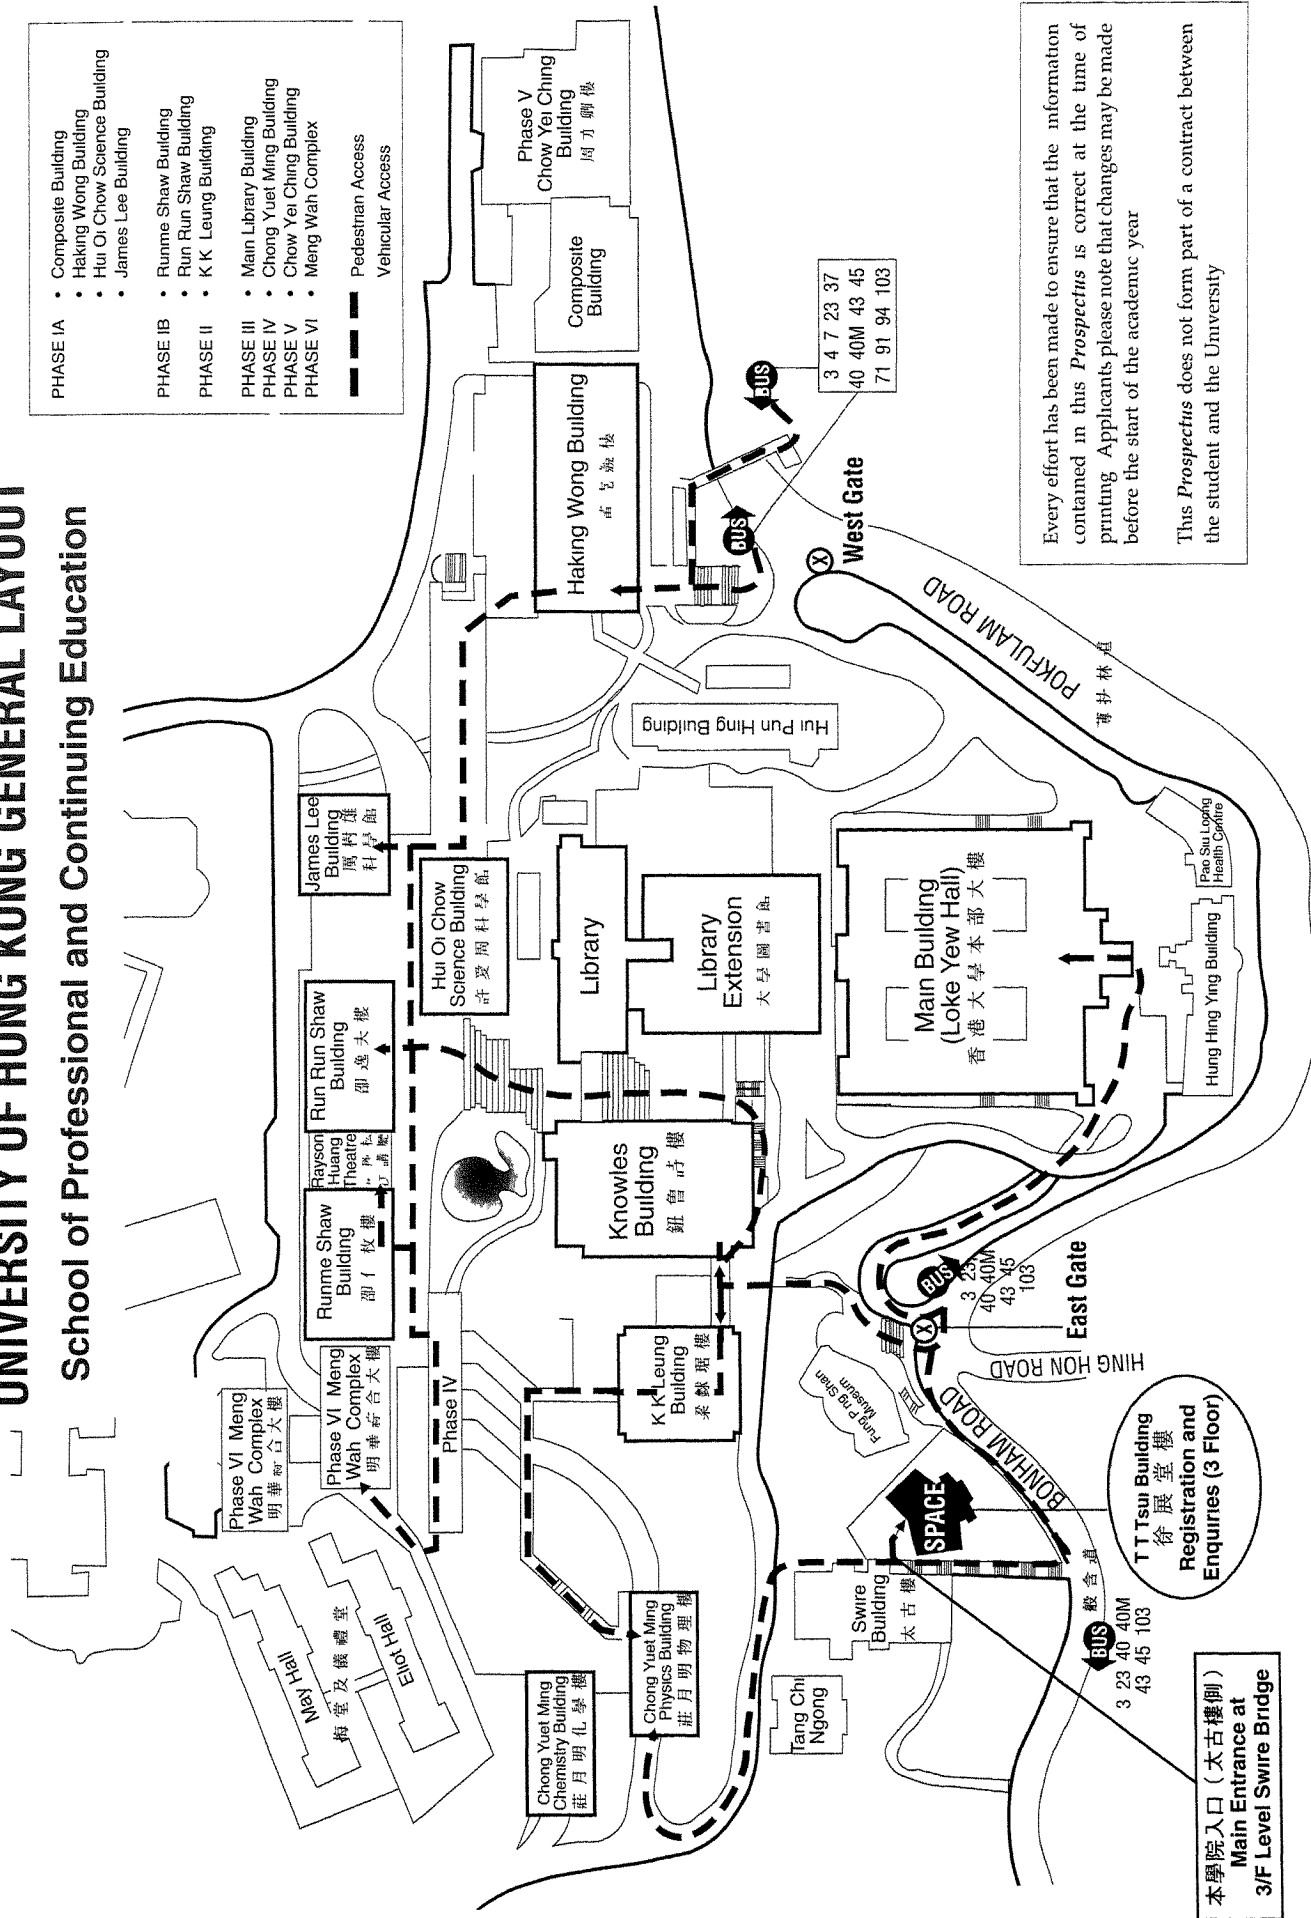 UNIVERSITY OF HONG KONG GENERAL LAYOUT
School of Professional and Continuing Education
PHASE IA • Composite Building
• Haking Wong Building
• Hui Oi Chow Science Building
• James Lee Building
PHASE IB • Runme Shaw Building
• Run Run Shaw Building
PHASE II • K K Leung Building
PHASE III • Main Library Building
PHASE IV • Chong Yuet Ming Building
PHASE V • Chow Yei Ching Building
PHASE VI • Meng Wah Complex
Pedestrian Access
Vehicular Access
Phase VI Meng
Wah Complex
明華綜合大樓
Phase VI Meng
Wah Complex
明華綜合大樓
Runme Shaw
Building
Rayson
Huang
Theatre
Run Run Shaw
Building
邵逸夫樓
James Lee
Building
科學館
May Hall
梅堂及儀禮堂
Eliot Hall
Phase IV
Hui Oi Chow
Science Building
許愛周科學館
Haking Wong Building
Composite
Building
Phase V
Chow Yei Ching
Building
Chong Yuet Ming
Chemistry Building
莊月明化學樓
Chong Yuet Ming
Physics Building
莊月明物理樓
K K Leung
Building
梁銶琚樓
Knowles
Building
鈕魯詩樓
Library
Library
Extension
大學圖書館
Hui Pun Hing Building
BUS
BUS
3 4 7 23 37
40 40M 43 45
71 91 94 103
X
West Gate
Main Building
(Loke Yew Hall)
香港大學本部大樓
POKFULAM ROAD
薄扶林道
Pao Siu Loong
Health Centre
Hung Hing Ying Building
Tang Chi
Ngong
Swire
Building
太古樓
SPACE
Fung Ping Shan
Museum
X
BUS
3 23
40 40M
43 45
103
East Gate
HING HON ROAD
BONHAM ROAD
般含道
BUS
3 23 40 40M
43 45 103
T T Tsui Building
徐展堂樓
Registration and
Enquiries (3 Floor)
本學院入口（太古樓側）
Main Entrance at
3/F Level Swire Bridge
Every effort has been made to ensure that the information
contained in this Prospectus is correct at the time of
printing Applicants please note that changes may be made
before the start of the academic year
This Prospectus does not form part of a contract between
the student and the University